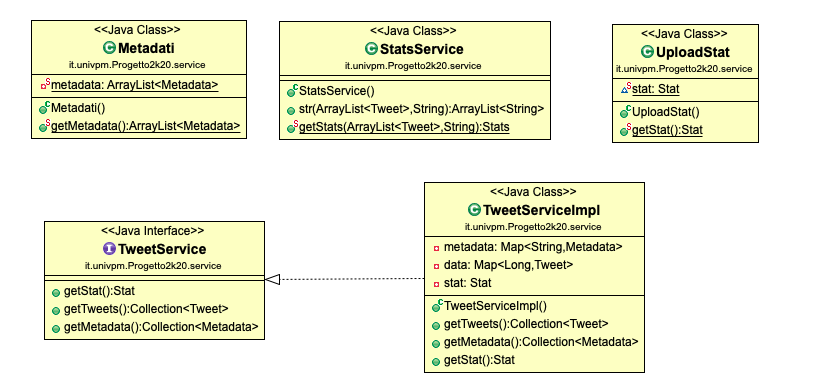 <<Java Class>>
Metadati
it.univpm.Progetto2k20.service
metadata: ArrayList<Metadata>
Metadati()
getMetadata():ArrayList<Metadata>
<<Java Class>>
StatsService
it.univpm.Progetto2k20.service
StatsService()
str(ArrayList<Tweet>,String):ArrayList<String>
getStats(ArrayList<Tweet>,String):Stats
<<Java Class>>
UploadStat
it.univpm.Progetto2k20.service
stat: Stat
UploadStat()
getStat():Stat
<<Java Interface>>
TweetService
it.univpm.Progetto2k20.service
getStat():Stat
getTweets():Collection<Tweet>
getMetadata():Collection<Metadata>
<<Java Class>>
TweetServiceImpl
it.univpm.Progetto2k20.service
metadata: Map<String,Metadata>
data: Map<Long,Tweet>
stat: Stat
TweetServiceImpl()
getTweets():Collection<Tweet>
getMetadata():Collection<Metadata>
getStat():Stat